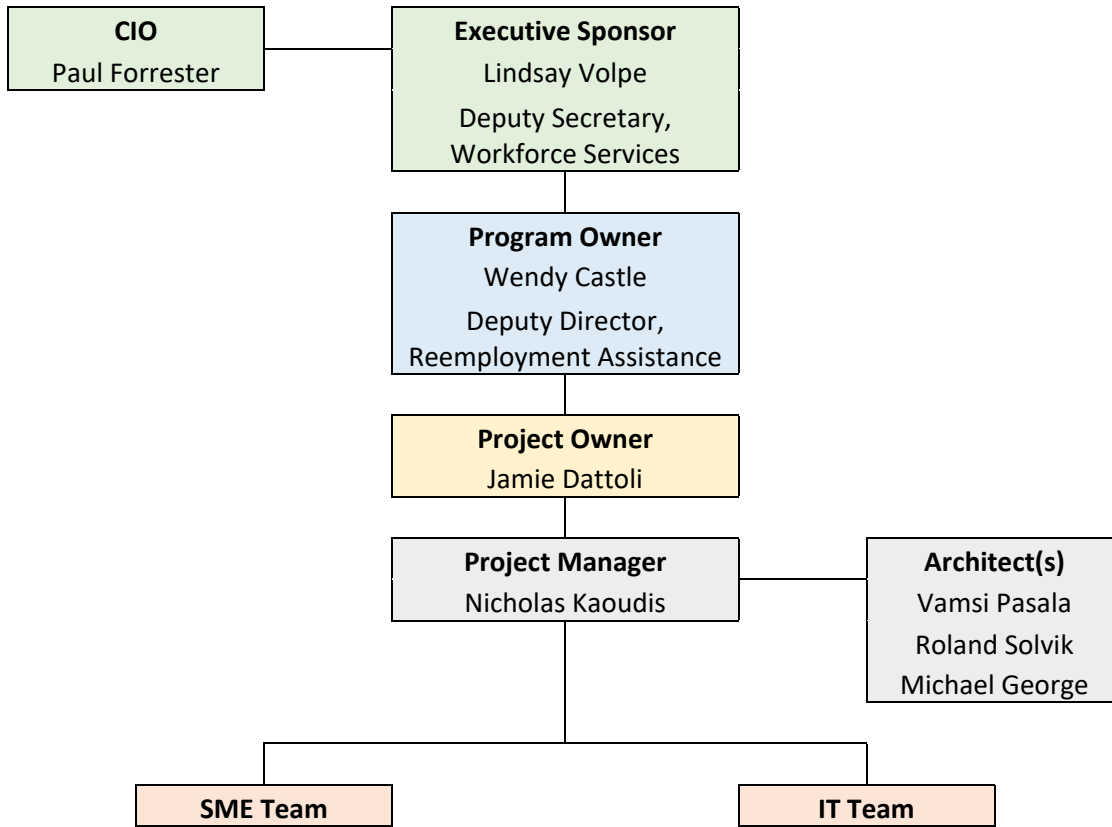 CIO
Paul Forrester
Executive Sponsor
Lindsay Volpe
Deputy Secretary,
Workforce Services
Program Owner
Wendy Castle
Deputy Director,
Reemployment Assistance
Project Owner
Jamie Dattoli
Project Manager
Nicholas Kaoudis
Architect(s)
Vamsi Pasala
Roland Solvik
Michael George
SME Team
IT Team